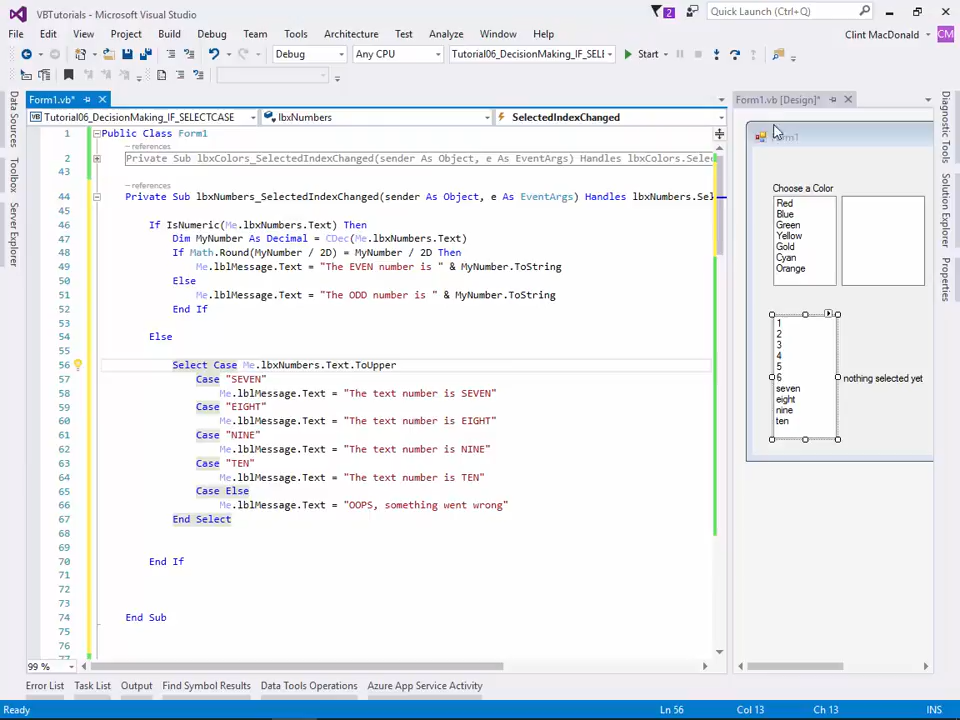 VBTutorials - Microsoft Visual Studio
2
Quick Launch (Ctrl+Q)
File Edit View Project Build Debug Team Tools Architecture Test Analyze Window Help
Clint MacDonald
CM
Debug
Any CPU
Tutorial06_DecisionMaking_IF_SELI
Start
Form1.vb*
Form1.vb [Design]*
Tutorial06_DecisionMaking_IF_SELECTCASE
lbxNumbers
SelectedIndexChanged
Data Sources
Toolbox
Server Explorer
1 Public Class Form1
-references
2 Private Sub lbxColors_SelectedIndexChanged(sender As Object, e As EventArgs) Handles lbxColors.Selec
43
-references
44 Private Sub lbxNumbers_SelectedIndexChanged(sender As Object, e As EventArgs) Handles lbxNumbers.Sel
45
46 If IsNumeric(Me.lbxNumbers.Text) Then
47 Dim MyNumber As Decimal = CDec(Me.lbxNumbers.Text)
48 If Math.Round(MyNumber / 2D) = MyNumber / 2D Then
49 Me.lblMessage.Text = "The EVEN number is " & MyNumber.ToString
50 Else
51 Me.lblMessage.Text = "The ODD number is " & MyNumber.ToString
52 End If
53
54 Else
55
56 Select Case Me.lbxNumbers.Text.ToUpper
57 Case "SEVEN"
58 Me.lblMessage.Text = "The text number is SEVEN"
59 Case "EIGHT"
60 Me.lblMessage.Text = "The text number is EIGHT"
61 Case "NINE"
62 Me.lblMessage.Text = "The text number is NINE"
63 Case "TEN"
64 Me.lblMessage.Text = "The text number is TEN"
65 Case Else
66 Me.lblMessage.Text = "OOPS, something went wrong"
67 End Select
68
69
70 End If
71
72
73
74 End Sub
75
76
77
99 %
Form1
Choose a Color
Red
Blue
Green
Yellow
Gold
Cyan
Orange
1
2
3
4
5
6
seven
eight
nine
ten
nothing selected yet
Diagnostic Tools
Solution Explorer
Properties
Error List Task List Output Find Symbol Results Data Tools Operations Azure App Service Activity
Ready
Ln 56
Col 13
Ch 13
INS